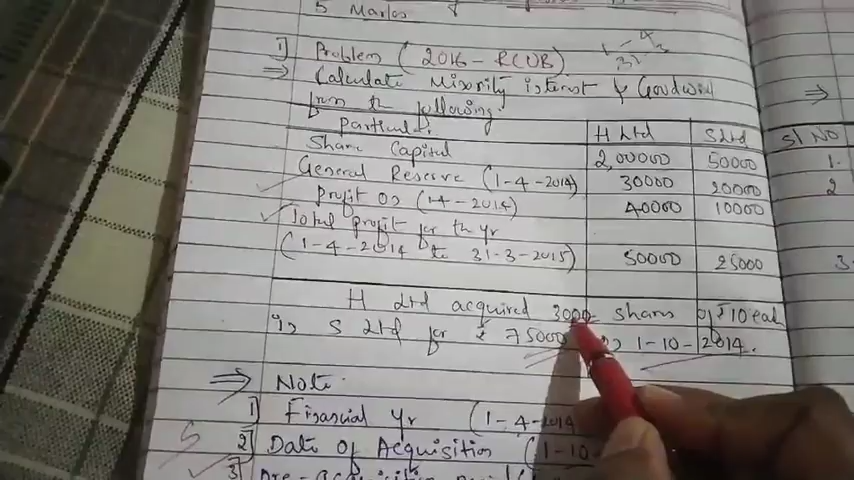 5 Marks
1] Problem (2016 - RCUB)
⇒ Calculate Minority interest & Goodwill
from the following.
Particular. H Ltd S Ltd Sl No
Share Capital 2,00000 50000 1.
General Reserve (1-4-2014) 30000 20000 2
profit on (1-4-2014) 40000 10000
Total profit for the yr
(1-4-2014 to 31-3-2015) 50000 25000 3
H Ltd acquired 3000 shares of ₹10 each
in S Ltd for ₹ 75000 on 1-10-2014.
⇒ Note:
1] Financial Yr (1-4-2014
2] Date of Acquisition (1-10-
3] Pre-acquisition